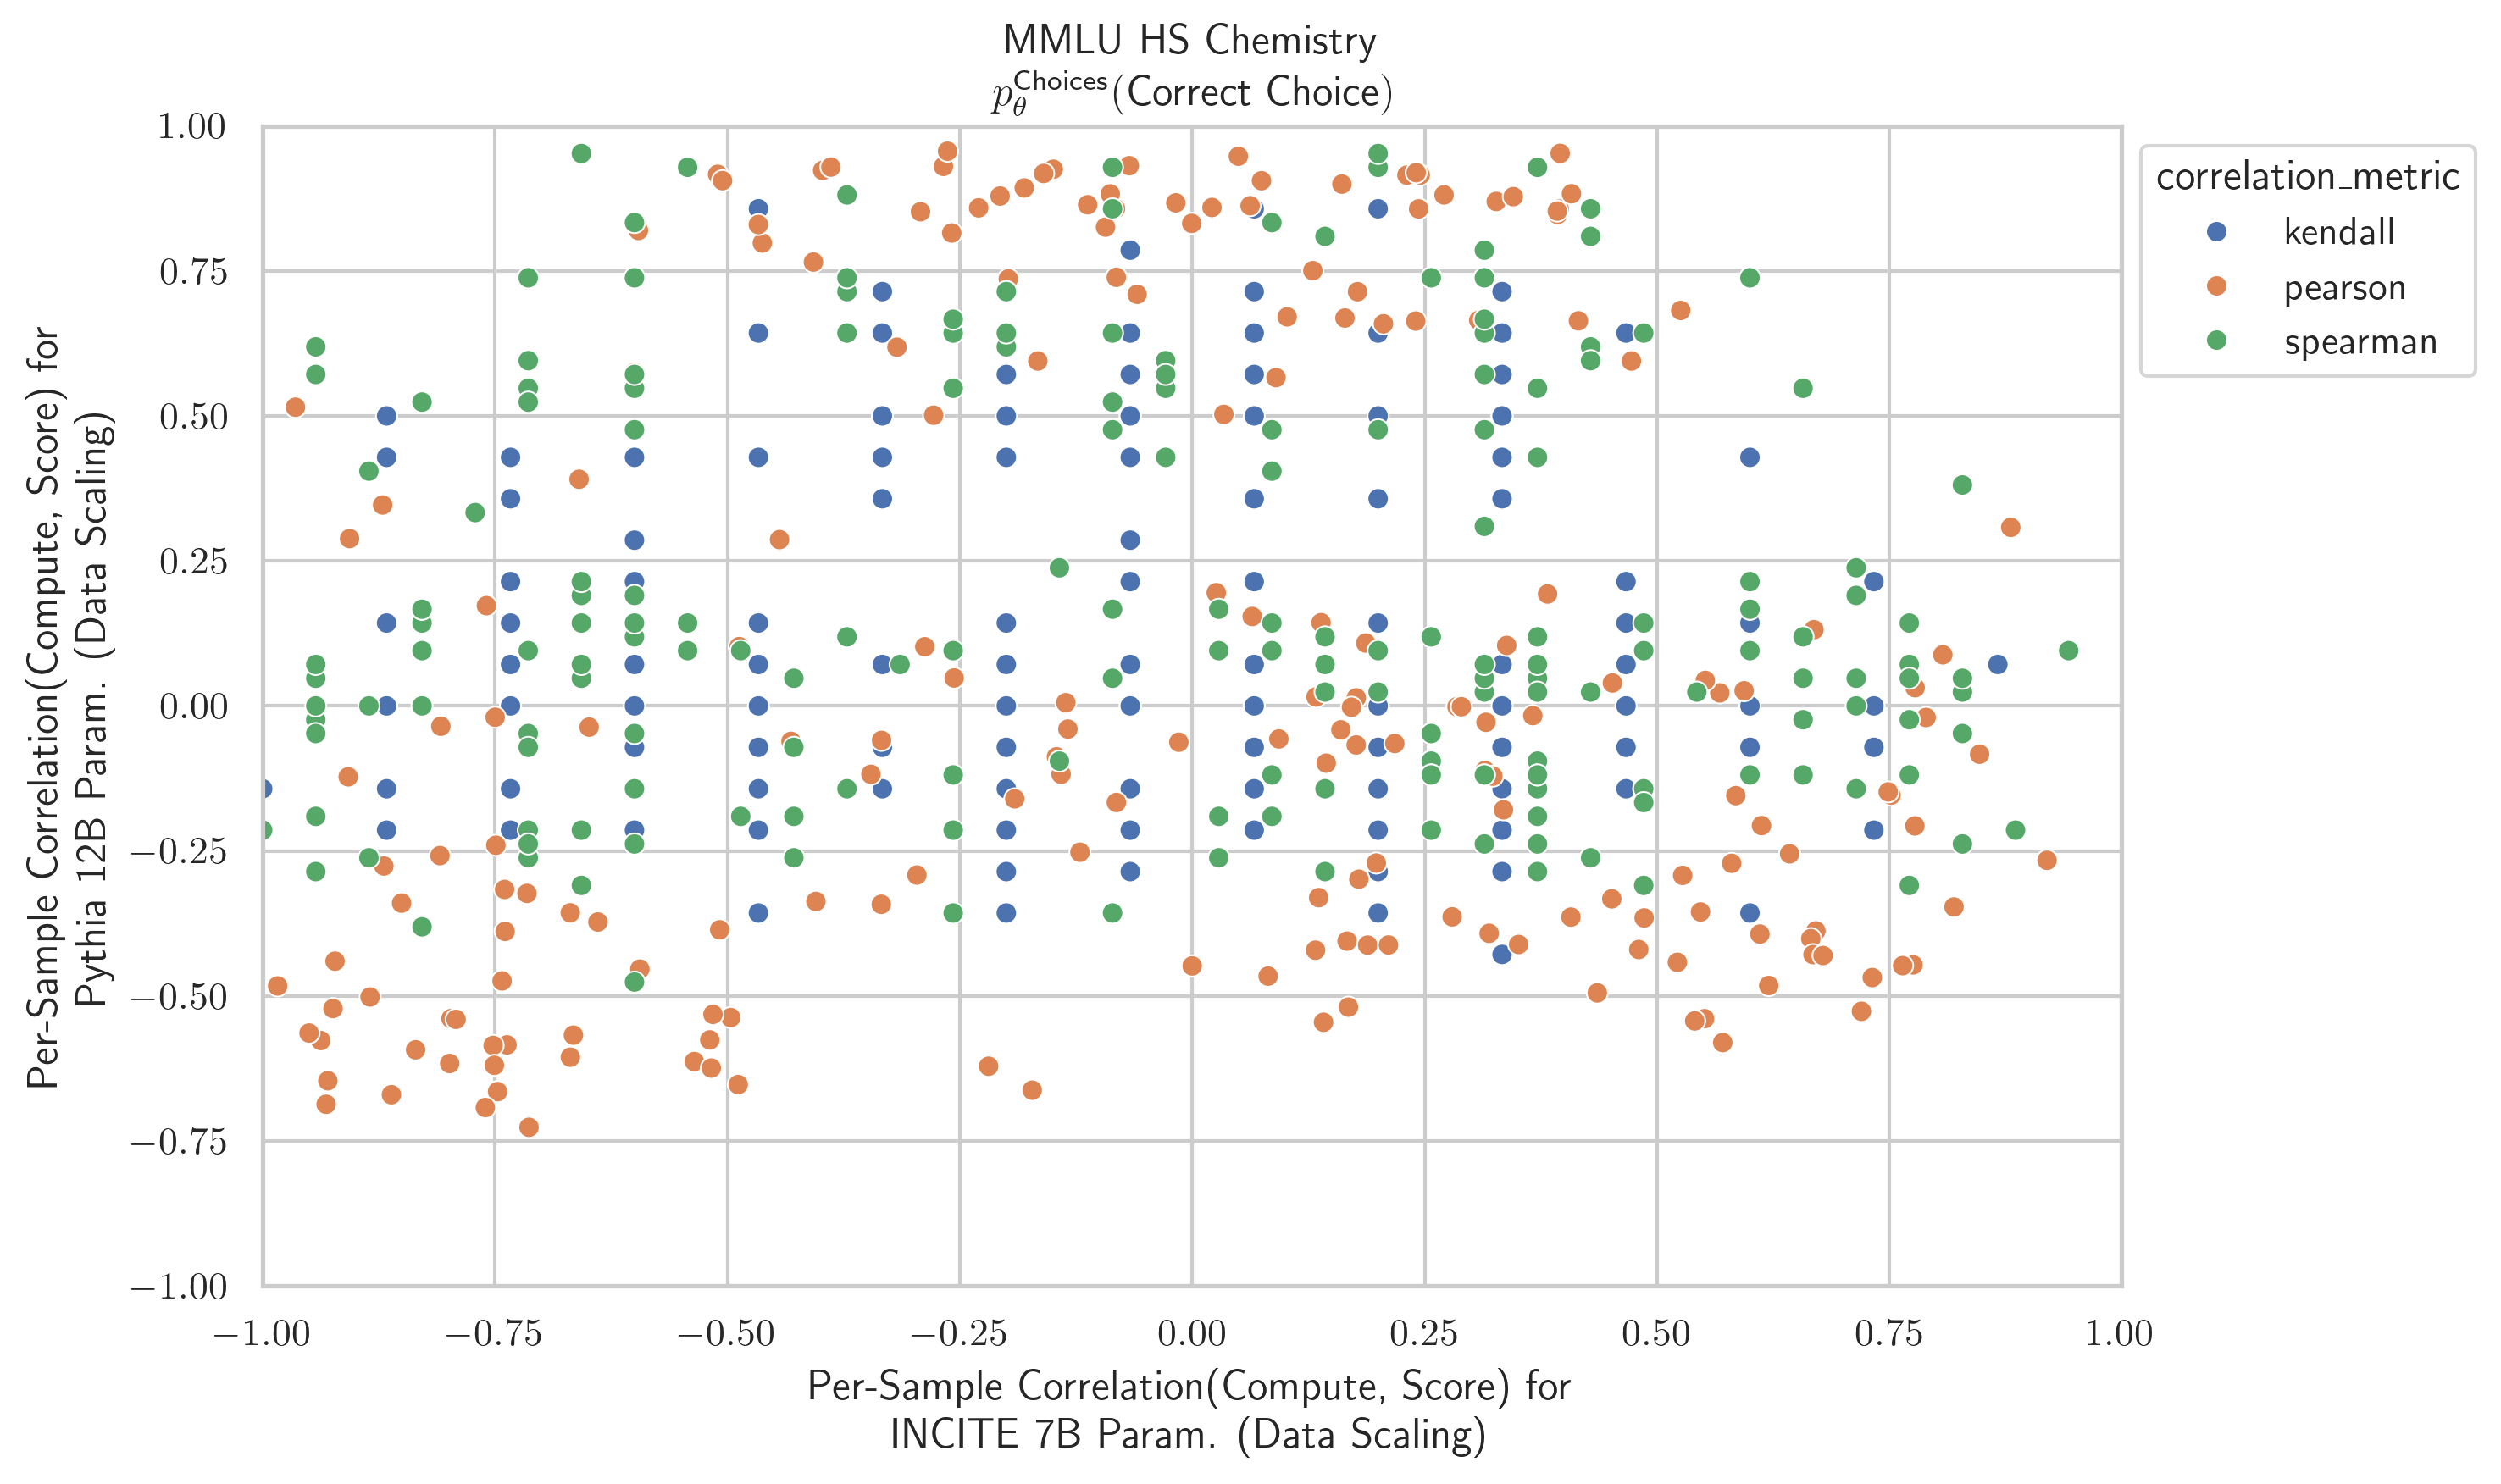 MMLU HS Chemistry
p_θ^Choices(Correct Choice)
Per-Sample Correlation(Compute, Score) for
Pythia 12B Param. (Data Scaling)
1.00
0.75
0.50
0.25
0.00
−0.25
−0.50
−0.75
−1.00
−1.00 −0.75 −0.50 −0.25 0.00 0.25 0.50 0.75 1.00
Per-Sample Correlation(Compute, Score) for
INCITE 7B Param. (Data Scaling)
correlation_metric
kendall
pearson
spearman